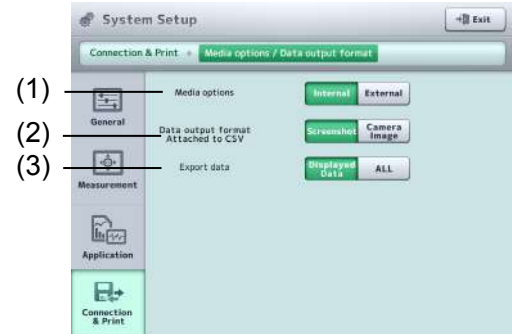 System Setup
Exit
Connection & Print
Media options / Data output format
(1)
Media options
Internal
External
General
(2)
Data output format
Attached to CSV
Screenshot
Camera
Image
(3)
Export data
Displayed
Data
ALL
Measurement
Application
Connection
& Print